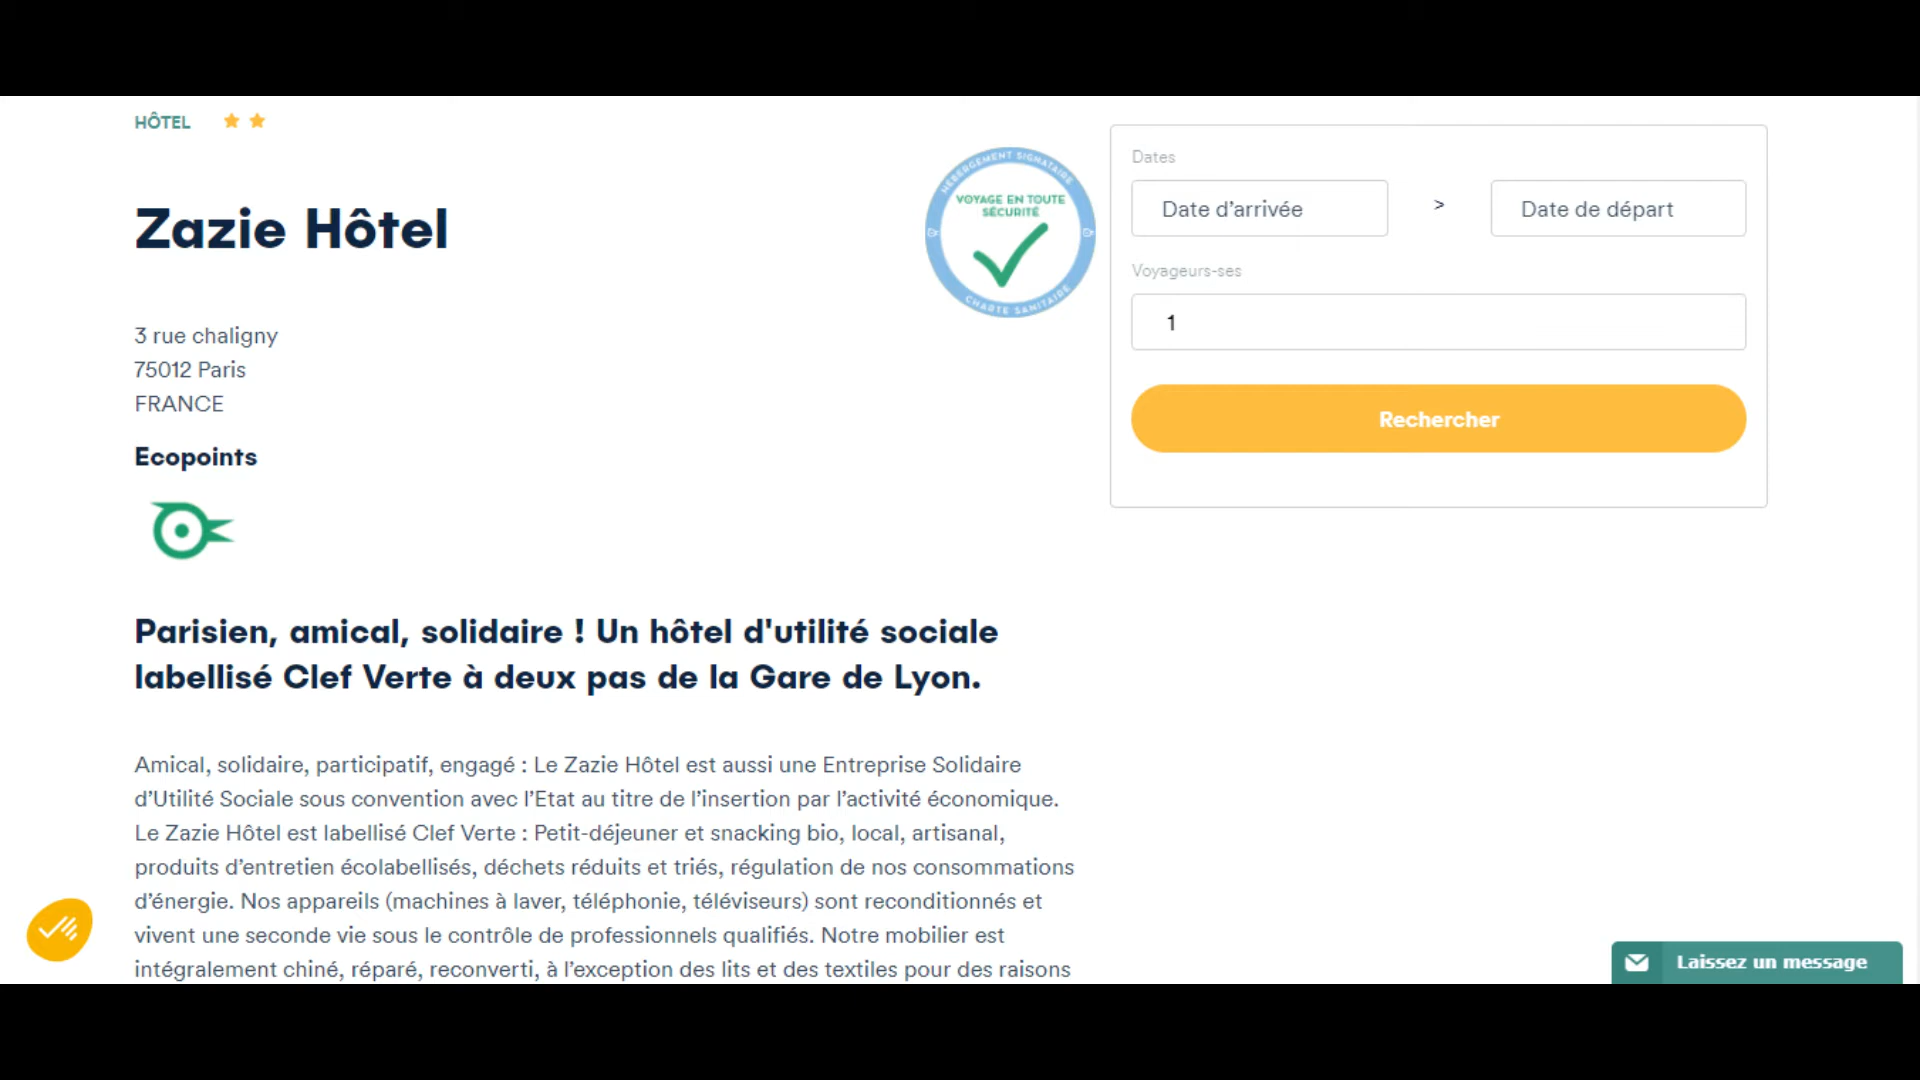 HÔTEL
Zazie Hôtel
3 rue chaligny
75012 Paris
FRANCE
Ecopoints
Parisien, amical, solidaire ! Un hôtel d'utilité sociale
labellisé Clef Verte à deux pas de la Gare de Lyon.
Amical, solidaire, participatif, engagé : Le Zazie Hôtel est aussi une Entreprise Solidaire
d’Utilité Sociale sous convention avec l’Etat au titre de l’insertion par l’activité économique.
Le Zazie Hôtel est labellisé Clef Verte : Petit-déjeuner et snacking bio, local, artisanal,
produits d’entretien écolabellisés, déchets réduits et triés, régulation de nos consommations
d’énergie. Nos appareils (machines à laver, téléphonie, téléviseurs) sont reconditionnés et
vivent une seconde vie sous le contrôle de professionnels qualifiés. Notre mobilier est
intégralement chiné, réparé, reconverti, à l’exception des lits et des textiles pour des raisons
HÉBERGEMENT SIGNATAIRE
VOYAGE EN TOUTE
SÉCURITÉ
CHARTE SANITAIRE
Dates
Date d’arrivée
>
Date de départ
Voyageurs-ses
1
Rechercher
Laissez un message